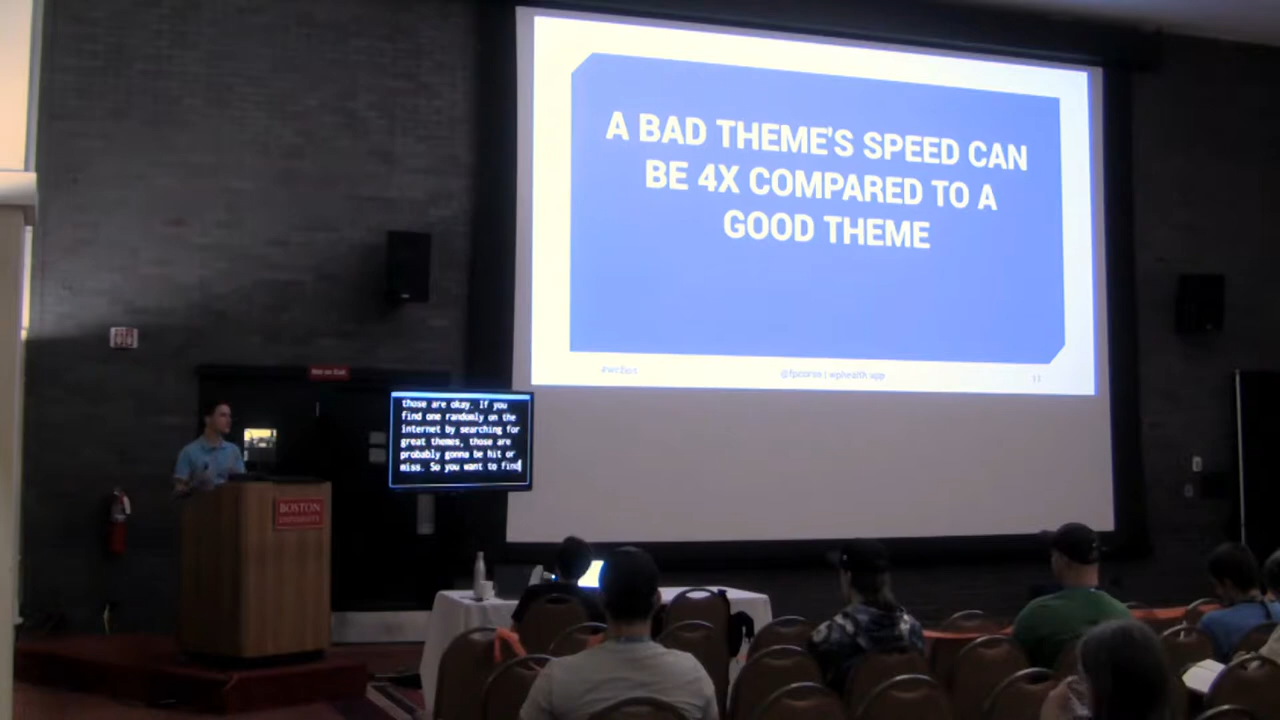 A BAD THEME'S SPEED CAN
BE 4X COMPARED TO A
GOOD THEME
#wcbos
@fpcorso | wphealth.app
those are okay. If you
find one randomly on the
internet by searching for
great themes, those are
probably gonna be hit or
miss. So you want to find
BOSTON
UNIVERSITY